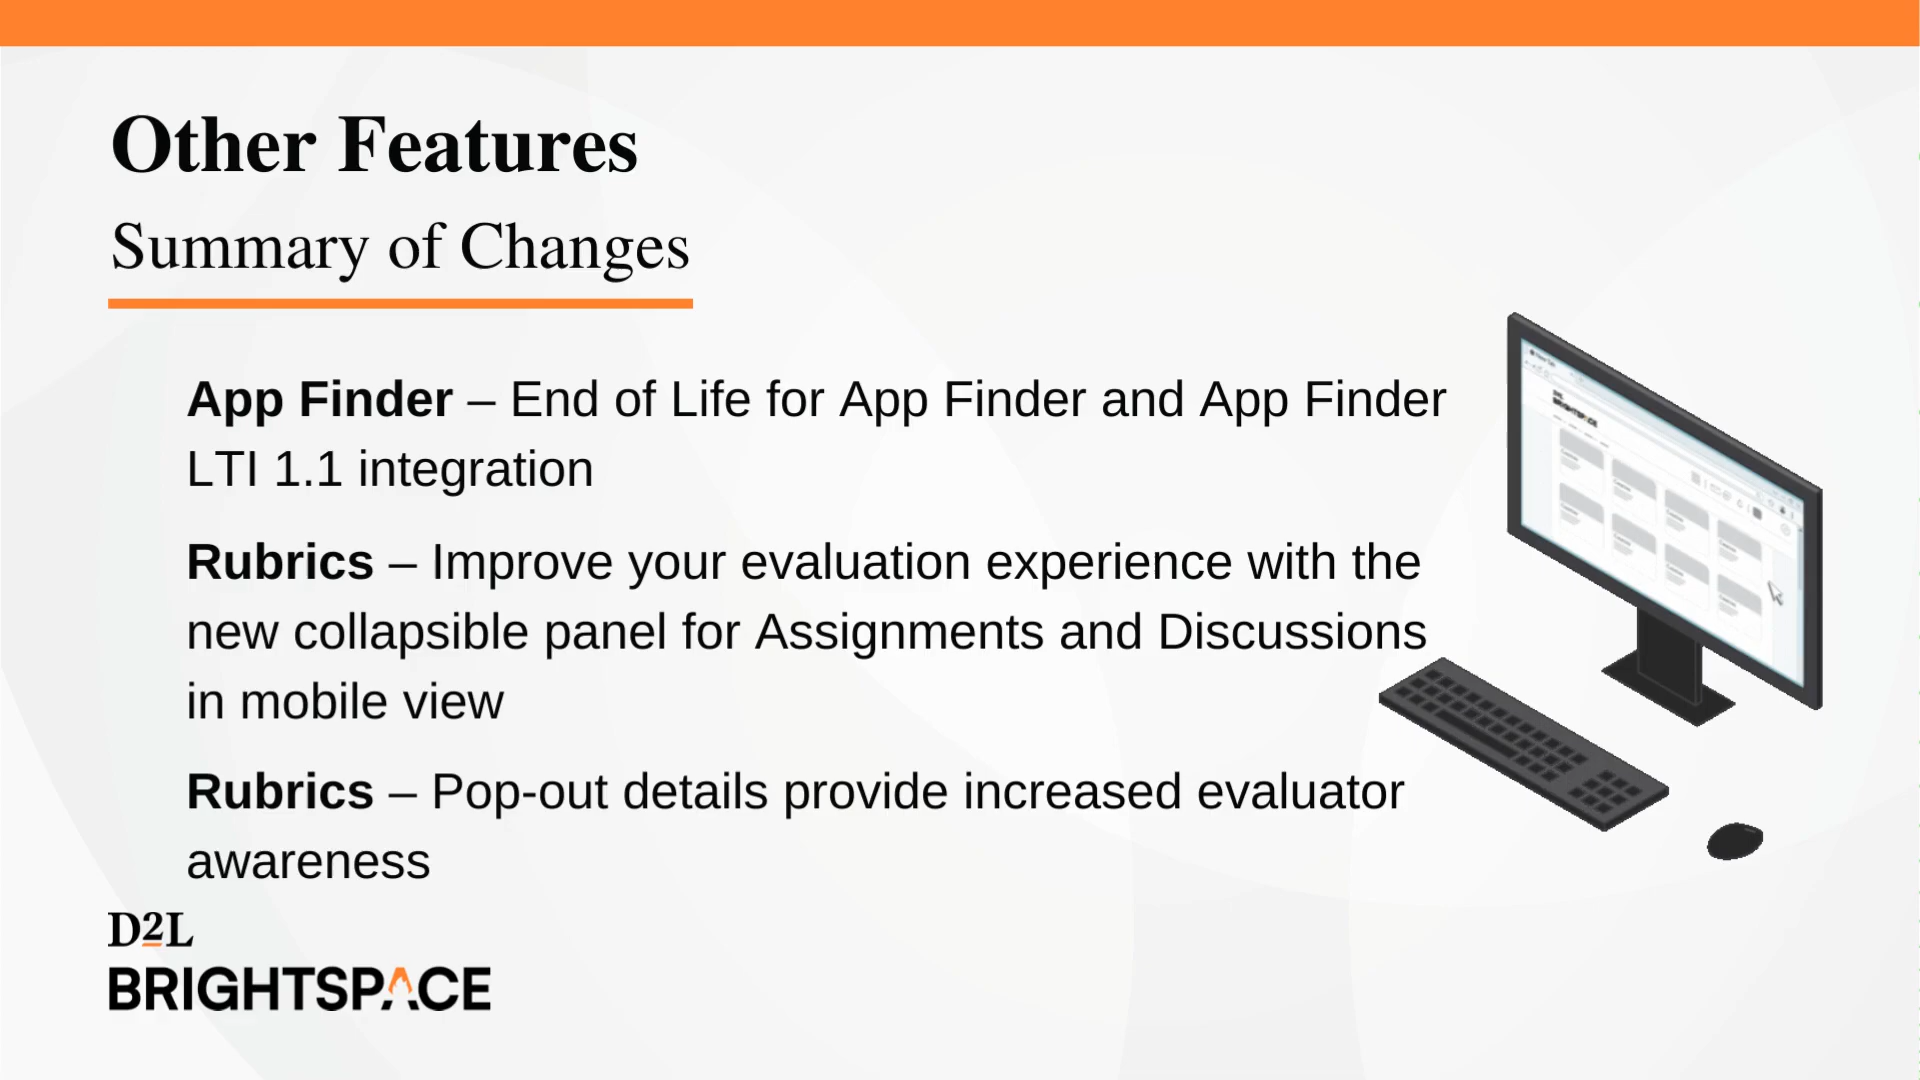 Other Features
Summary of Changes
App Finder – End of Life for App Finder and App Finder
LTI 1.1 integration
Rubrics – Improve your evaluation experience with the
new collapsible panel for Assignments and Discussions
in mobile view
Rubrics – Pop-out details provide increased evaluator
awareness
D2L
BRIGHTSPACE